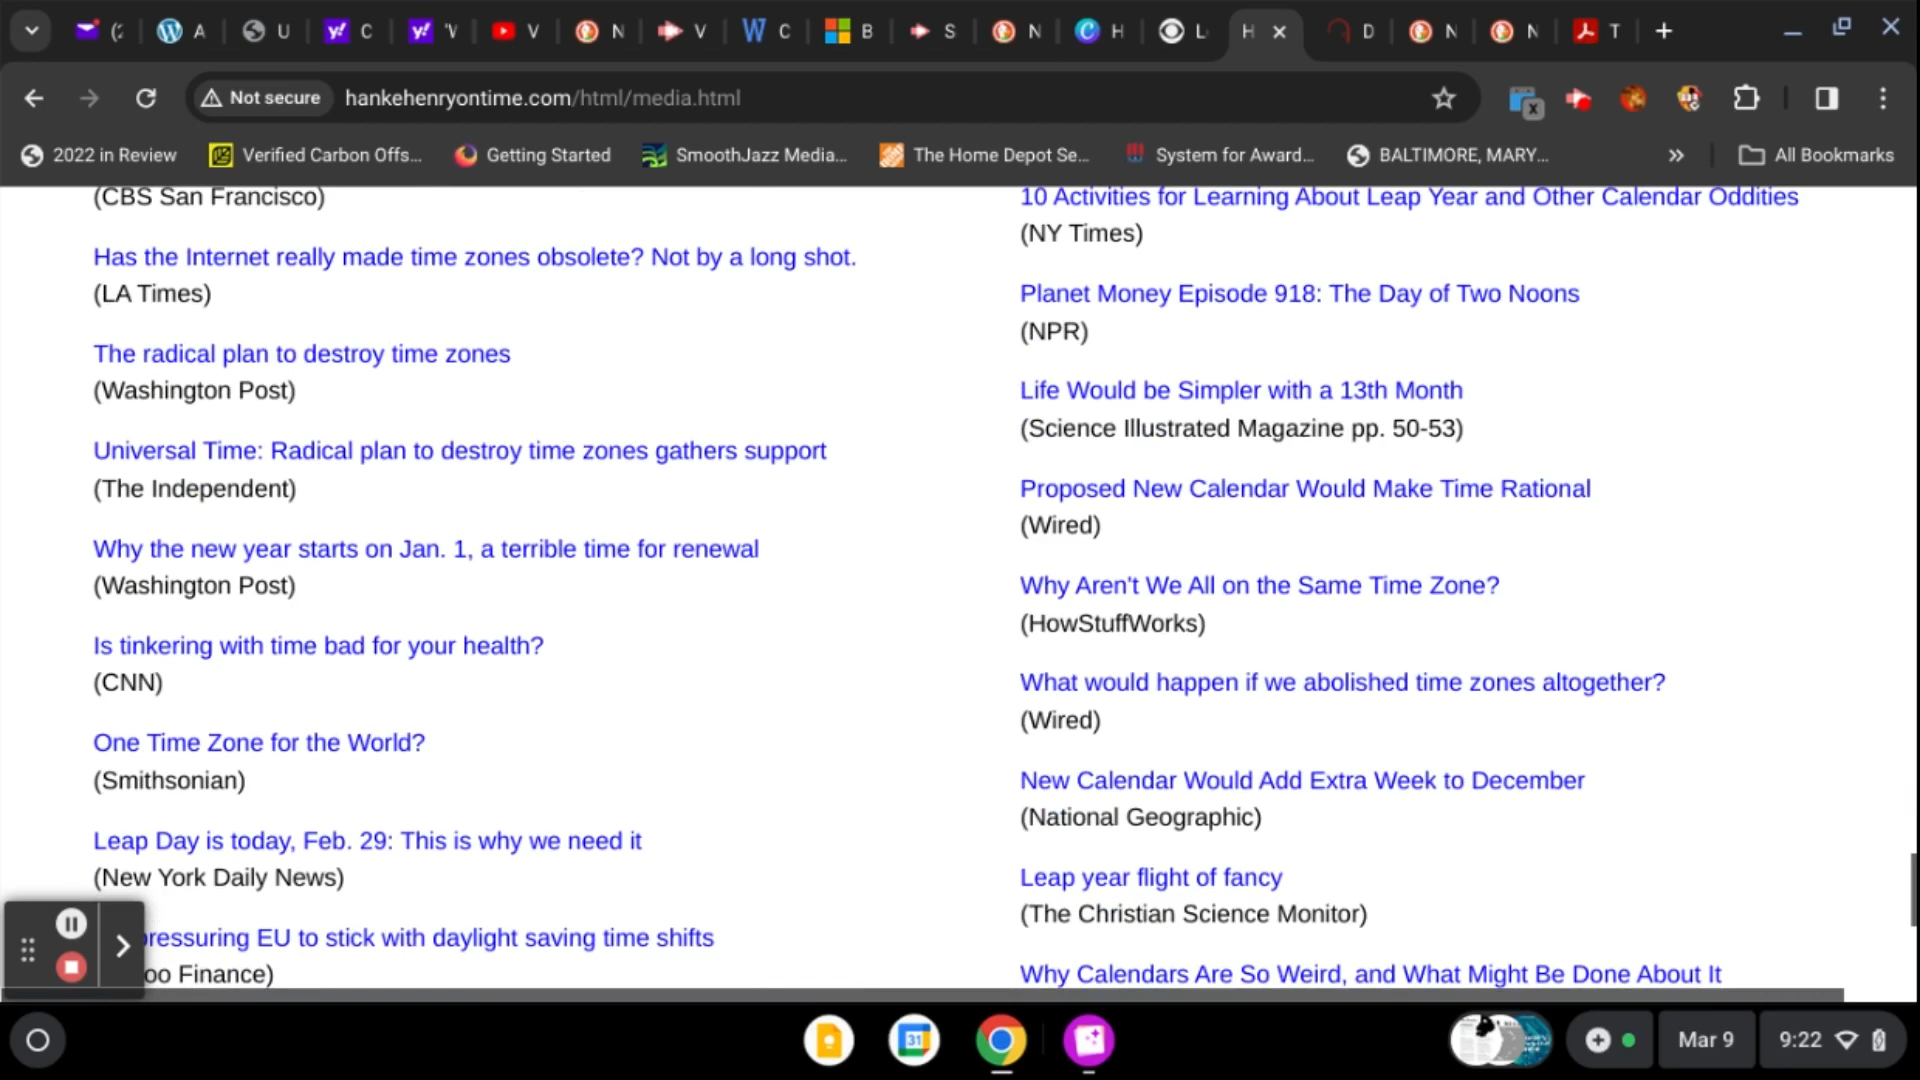 ( A U C 'V V N V W C B S N H L H D N N T
Not secure hankehenryontime.com/html/media.html
2022 in Review Verified Carbon Offs... Getting Started SmoothJazz Media... The Home Depot Se... System for Award... BALTIMORE, MARY... All Bookmarks
(CBS San Francisco)
Has the Internet really made time zones obsolete? Not by a long shot.
(LA Times)
The radical plan to destroy time zones
(Washington Post)
Universal Time: Radical plan to destroy time zones gathers support
(The Independent)
Why the new year starts on Jan. 1, a terrible time for renewal
(Washington Post)
Is tinkering with time bad for your health?
(CNN)
One Time Zone for the World?
(Smithsonian)
Leap Day is today, Feb. 29: This is why we need it
(New York Daily News)
pressuring EU to stick with daylight saving time shifts
oo Finance)
10 Activities for Learning About Leap Year and Other Calendar Oddities
(NY Times)
Planet Money Episode 918: The Day of Two Noons
(NPR)
Life Would be Simpler with a 13th Month
(Science Illustrated Magazine pp. 50-53)
Proposed New Calendar Would Make Time Rational
(Wired)
Why Aren't We All on the Same Time Zone?
(HowStuffWorks)
What would happen if we abolished time zones altogether?
(Wired)
New Calendar Would Add Extra Week to December
(National Geographic)
Leap year flight of fancy
(The Christian Science Monitor)
Why Calendars Are So Weird, and What Might Be Done About It
31 Mar 9 9:22